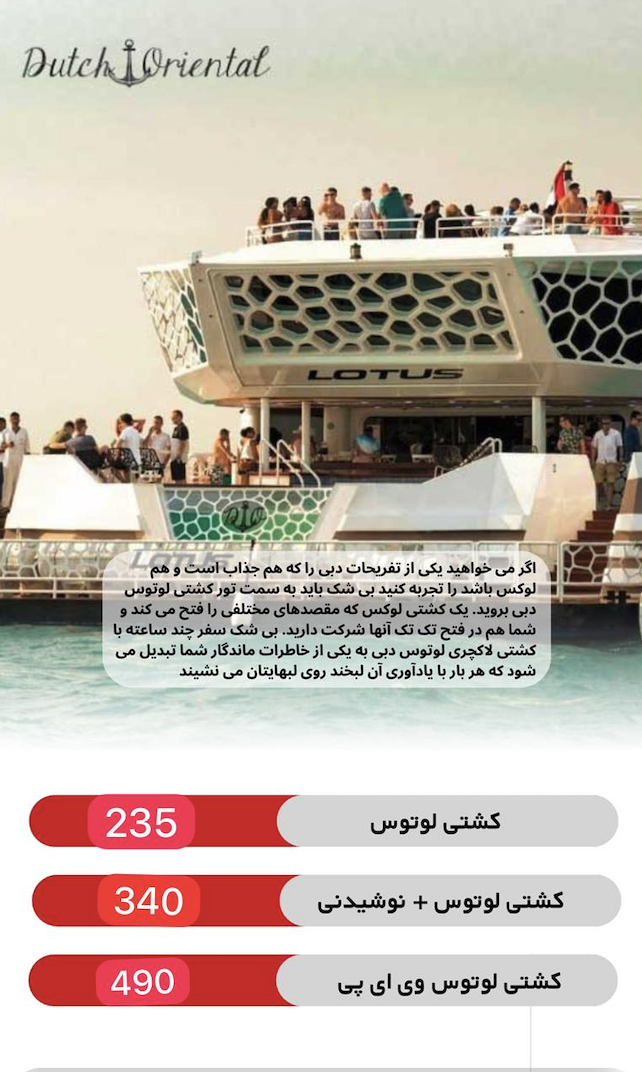 Dutch Oriental
LOTUS
اگر می خواهید یکی از تفریحات دبی را که هم جذاب است و هم
لوکس باشد را تجربه کنید بی شک باید به سمت تور کشتی لوتوس
دبی بروید. یک کشتی لوکس که مقصدهای مختلفی را فتح می کند و
شما هم در فتح تک تک آنها شرکت دارید. بی شک سفر چند ساعته با
کشتی لاکچری لوتوس دبی به یکی از خاطرات ماندگار شما تبدیل می
شود که هر بار با یادآوری آن لبخند روی لبهایتان می نشیند
کشتی لوتوس 235
کشتی لوتوس + نوشیدنی 340
کشتی لوتوس وی ای پی 490